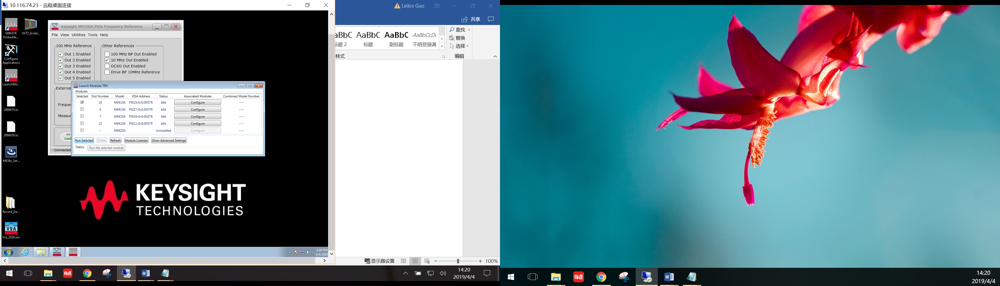 10.116.74.23 - 远程桌面连接
M9037A
Embedde...
VXT2_Instal...
Configure
Applications
LaunchMo...
2098675.lic
2098678.lic
M938x_Set...
Record_De...
VSA
Vsa_2018.exe
Keysight M9300A PXIe Frequency Reference
File View Utilities Tools Help
100 MHz Reference
Out 1 Enabled
Out 2 Enabled
Out 3 Enabled
Out 4 Enabled
Out 5 Enabled
Other References
100 MHz BP Out Enabled
10 MHz Out Enabled
OCXO Out Enabled
Drive BP 10MHz Reference
External
Freque
Measur
Int
Loc
Connected
Launch Modular TRX
Modules
Selected Slot Number Model VISA Address Status Associated Modules Combined Model Number
16 M9410A PXI19::0::0::INSTR Idle Configure ----
4 M9410A PXI27::0::0::INSTR Idle Configure ----
7 M9410A PXI34::0::0::INSTR Idle Configure ----
13 M9410A PXI11::0::0::INSTR Idle Configure ----
-- M9420A Uninstalled Configure ----
Run Selected Delete Refresh Module Licenses Show Advanced Settings
Status
Run the selected module
KEYSIGHT
TECHNOLOGIES
M9300
4:29 PM
4/4/2019
Leibo Guo
共享
aBbC AaBbC AaBbC AaBbCcDc
标题 2 标题 副标题 不明显强调
样式
查找
替换
选择
编辑
显示器设置
100%
有道
14:20
2019/4/4
有道
14:20
2019/4/4